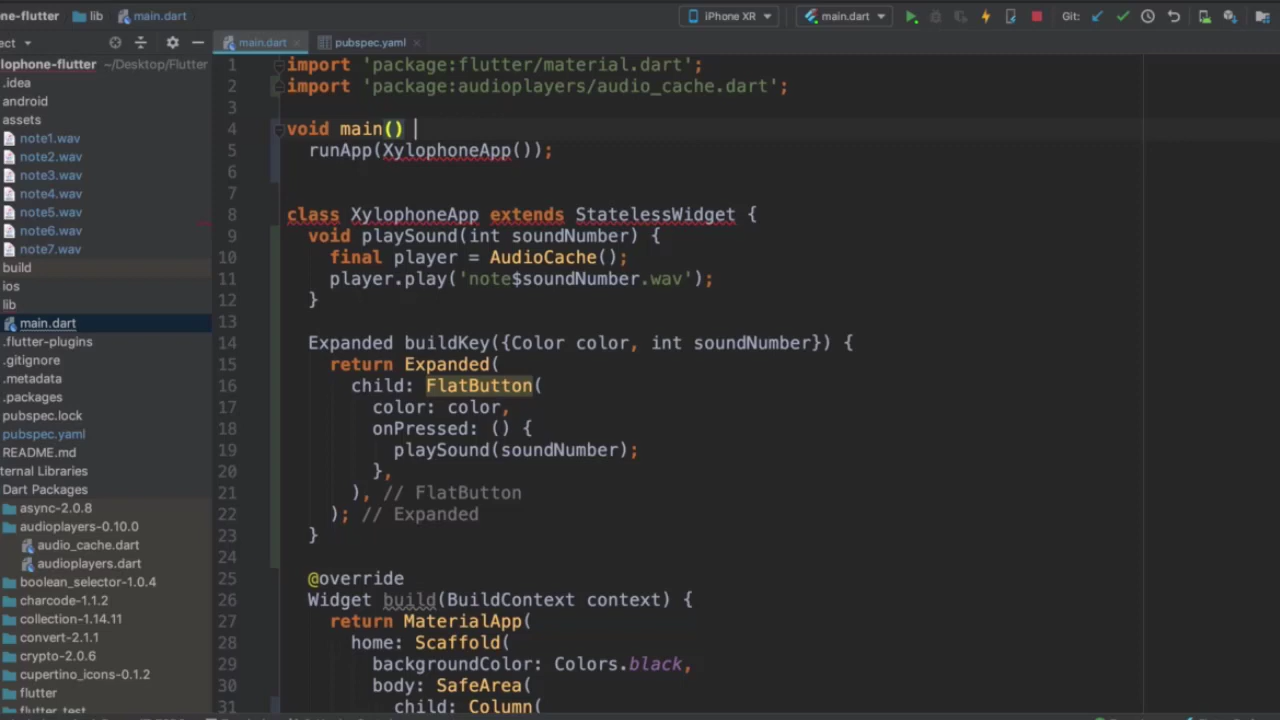 one-flutter
lib
main.dart
iPhone XR
main.dart
Git:
ect
main.dart
pubspec.yaml
lophone-flutter ~/Desktop/Flutter
.idea
android
assets
note1.wav
note2.wav
note3.wav
note4.wav
note5.wav
note6.wav
note7.wav
build
ios
lib
main.dart
.flutter-plugins
.gitignore
.metadata
.packages
pubspec.lock
pubspec.yaml
README.md
ternal Libraries
Dart Packages
async-2.0.8
audioplayers-0.10.0
audio_cache.dart
audioplayers.dart
boolean_selector-1.0.4
charcode-1.1.2
collection-1.14.11
convert-2.1.1
crypto-2.0.6
cupertino_icons-0.1.2
flutter
flutter_test
1 import 'package:flutter/material.dart';
2 import 'package:audioplayers/audio_cache.dart';
3
4 void main()
5 runApp(XylophoneApp());
6
7
8 class XylophoneApp extends StatelessWidget {
9 void playSound(int soundNumber) {
10 final player = AudioCache();
11 player.play('note$soundNumber.wav');
12 }
13
14 Expanded buildKey({Color color, int soundNumber}) {
15 return Expanded(
16 child: FlatButton(
17 color: color,
18 onPressed: () {
19 playSound(soundNumber);
20 },
21 ), // FlatButton
22 ); // Expanded
23 }
24
25 @override
26 Widget build(BuildContext context) {
27 return MaterialApp(
28 home: Scaffold(
29 backgroundColor: Colors.black,
30 body: SafeArea(
31 child: Column(